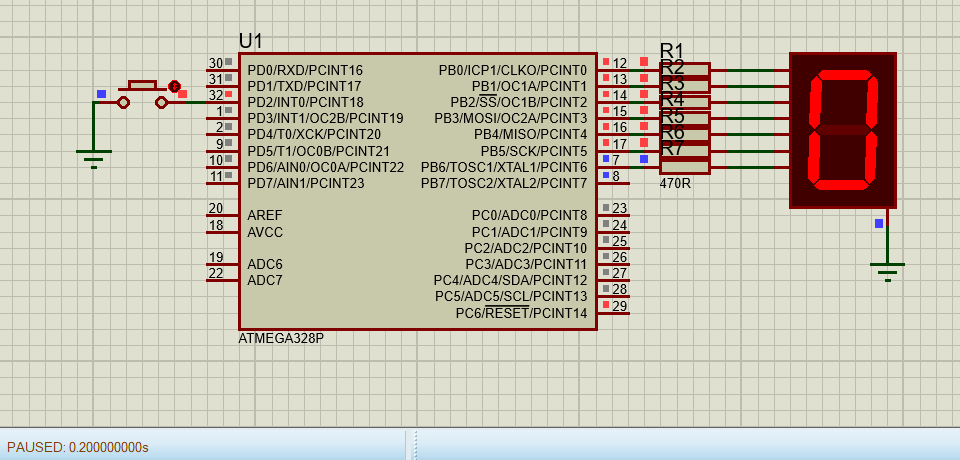 U1
30 PD0/RXD/PCINT16 PB0/ICP1/CLKO/PCINT0 12 R1
31 PD1/TXD/PCINT17 PB1/OC1A/PCINT1 13 R2
32 PD2/INT0/PCINT18 PB2/SS/OC1B/PCINT2 14 R3
1 PD3/INT1/OC2B/PCINT19 PB3/MOSI/OC2A/PCINT3 15 R4
2 PD4/T0/XCK/PCINT20 PB4/MISO/PCINT4 16 R5
9 PD5/T1/OC0B/PCINT21 PB5/SCK/PCINT5 17 R6
10 PD6/AIN0/OC0A/PCINT22 PB6/TOSC1/XTAL1/PCINT6 7 R7
11 PD7/AIN1/PCINT23 PB7/TOSC2/XTAL2/PCINT7 8 470R
0
20 AREF PC0/ADC0/PCINT8 23
18 AVCC PC1/ADC1/PCINT9 24
PC2/ADC2/PCINT10 25
19 ADC6 PC3/ADC3/PCINT11 26
22 ADC7 PC4/ADC4/SDA/PCINT12 27
PC5/ADC5/SCL/PCINT13 28
PC6/RESET/PCINT14 29
ATMEGA328P
PAUSED: 0.200000000s